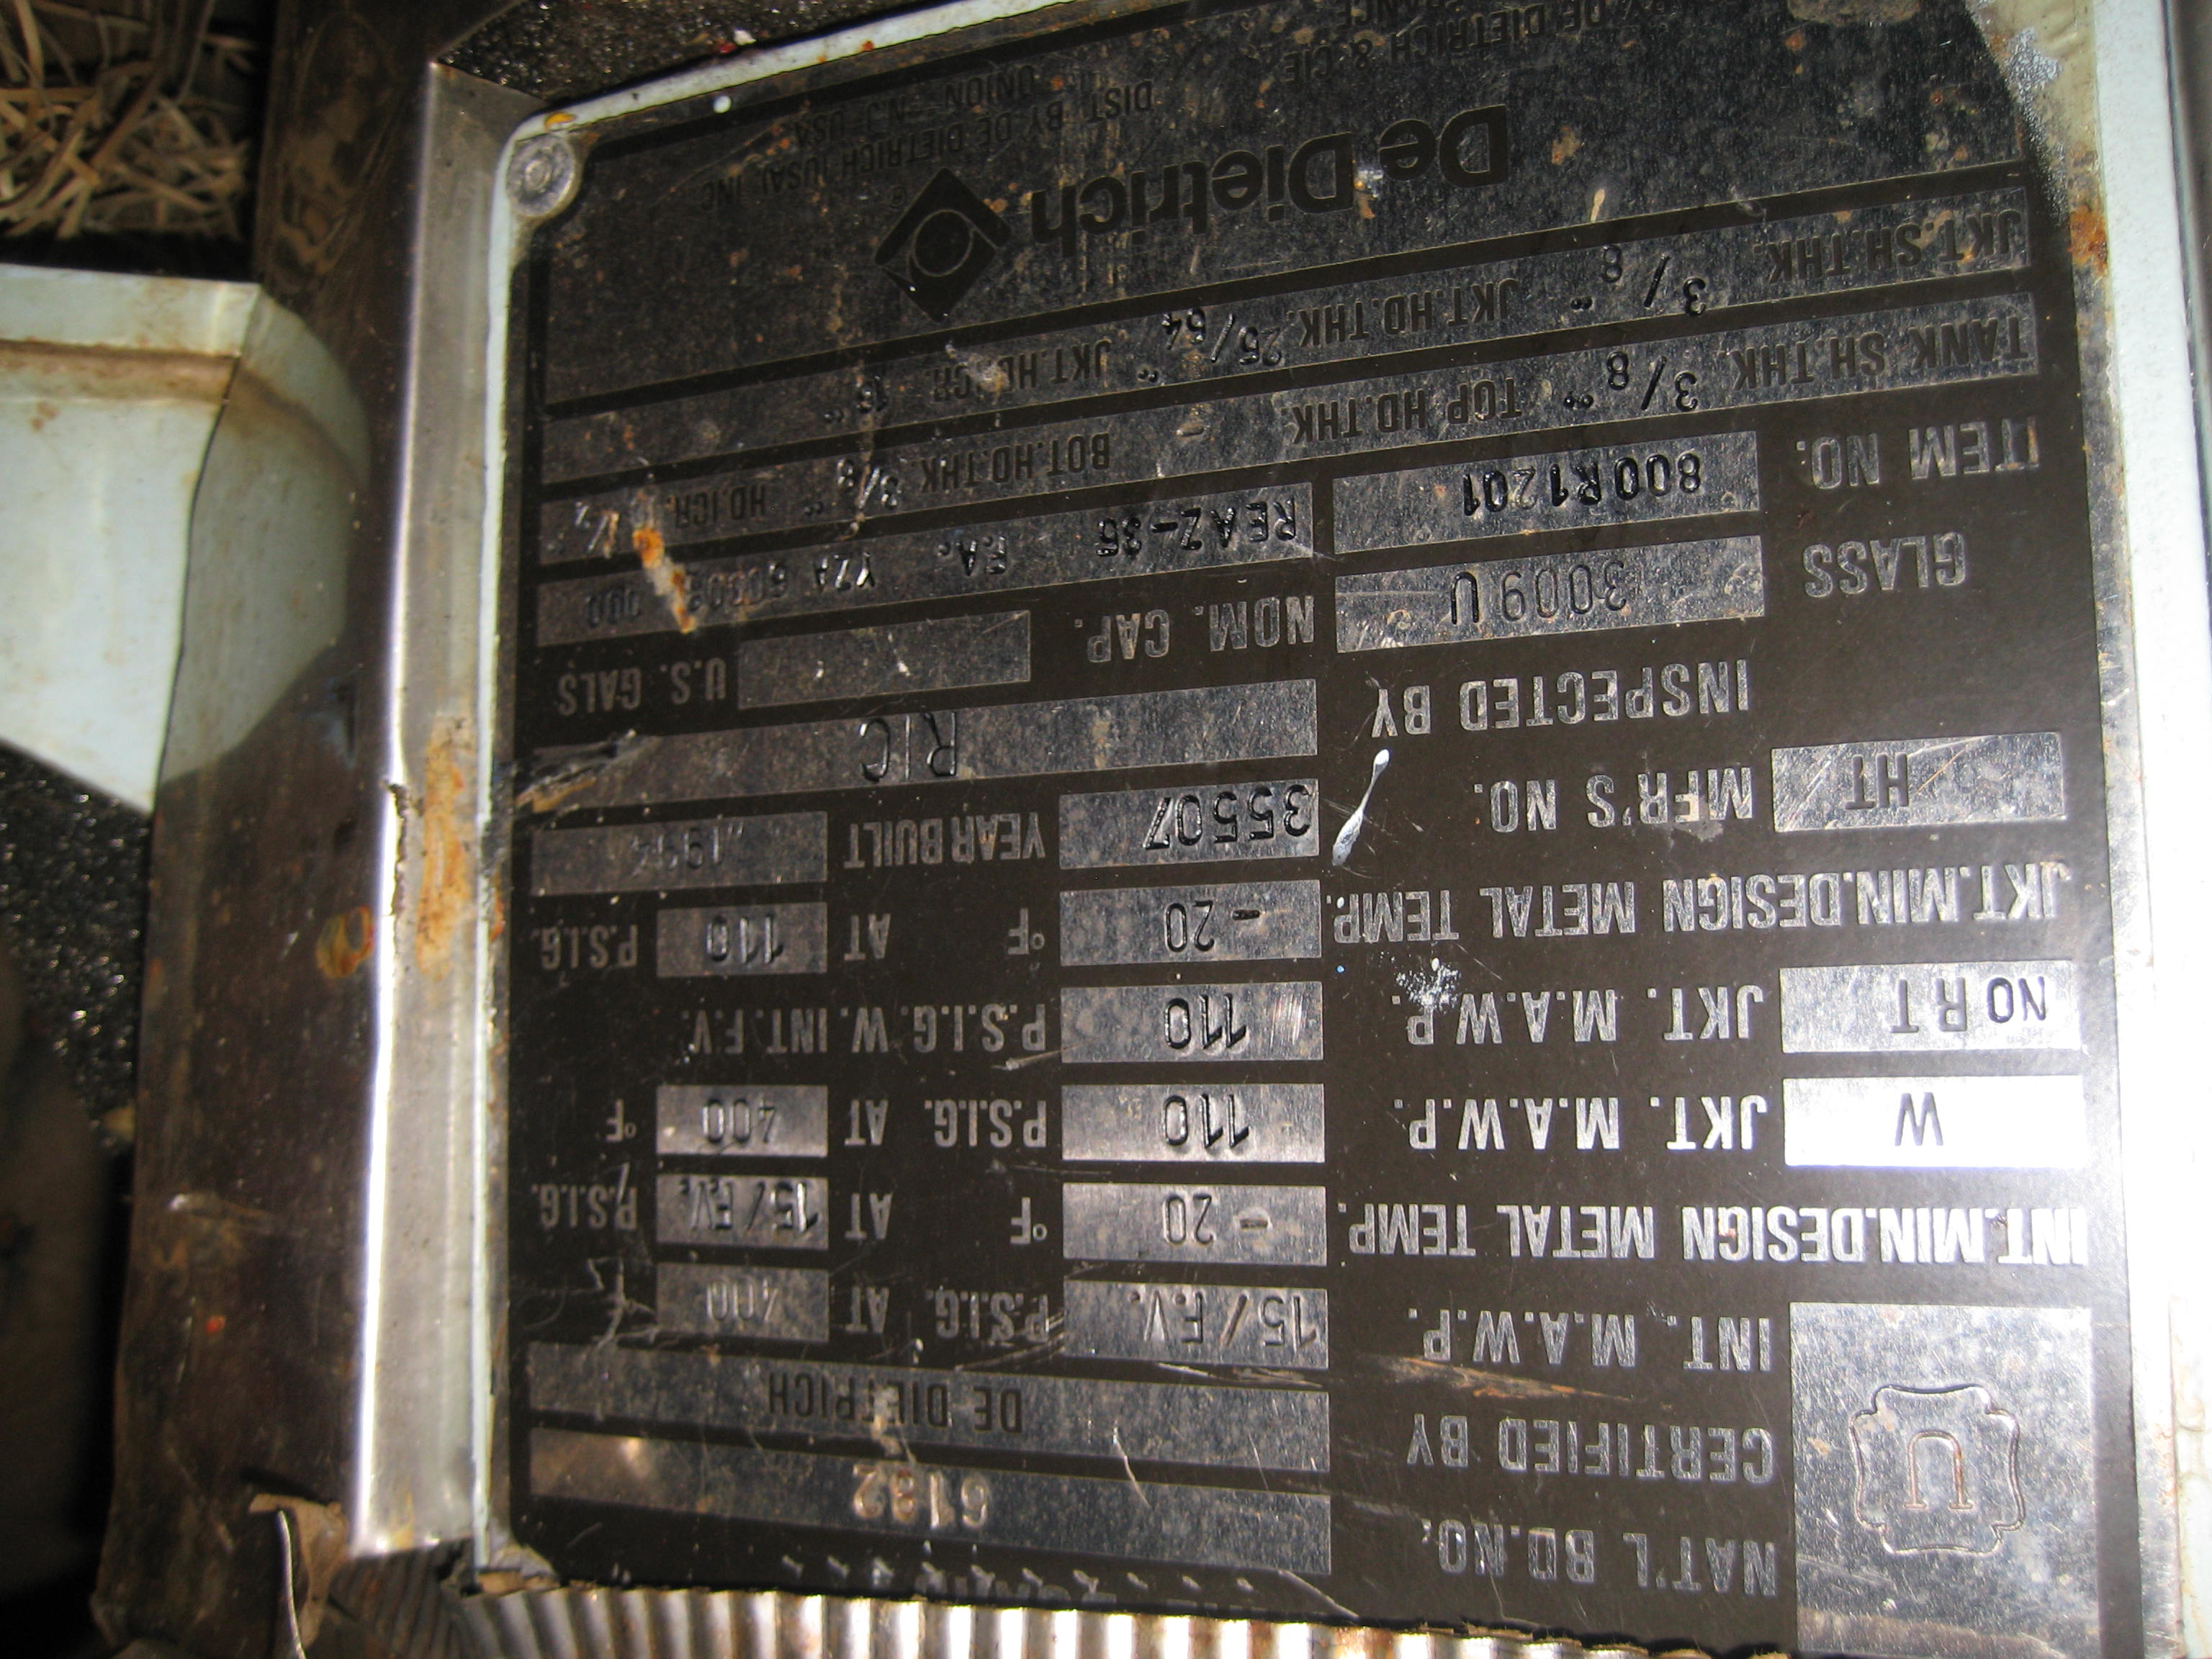 NAT'L BD.NO. 6132
CERTIFIED BY DE DIETRICH
U INT. M.A.W.P. 15/F.V. P.S.I.G. AT 400 °F
INT.MIN.DESIGN METAL TEMP. -20 °F AT 15/F.V. P.S.I.G.
W JKT. M.A.W.P. 110 P.S.I.G. AT 400 °F
NO RT JKT. M.A.W.P. 110 P.S.I.G. W. INT. F.V.
JKT.MIN.DESIGN METAL TEMP. -20 °F AT 110 P.S.I.G.
HT MFR'S NO. 35507 YEAR BUILT
INSPECTED BY RIC
GLASS 3009 U NOM. CAP. U.S. GALS
ITEM NO. 800R1201 REAZ-35 F.A. YZA
TANK. SH.THK. 3/8" TOP HD.THK. - BOT.HD.THK. 3/8" HD.ICR.
JKT.SH.THK. 3/8" JKT.HD.THK. 25/64" JKT HD.ICR.
De Dietrich ®
BY DE DIETRICH & CIE
FRANCE
DIST. BY DE DIETRICH (USA), INC
UNION - NJ - USA